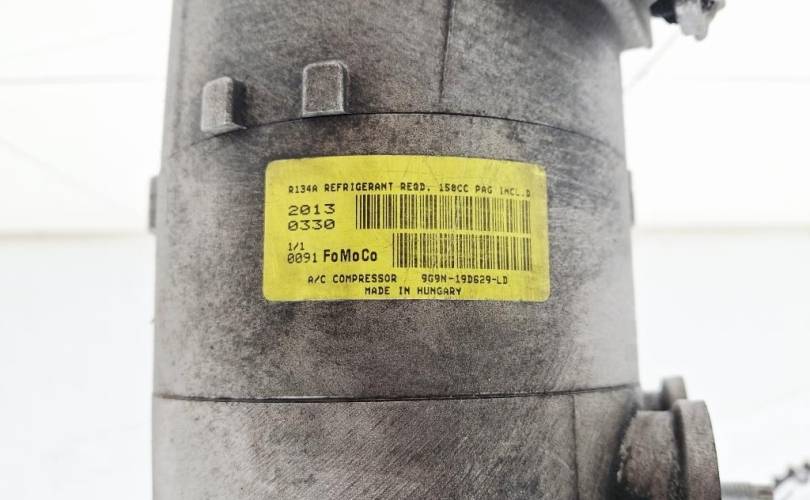 R134A REFRIGERANT REQD, 150CC PAG INCL.D
2013
0330
1/1
0091 FoMoCo
A/C COMPRESSOR 9G9N-19D629-LD
MADE IN HUNGARY